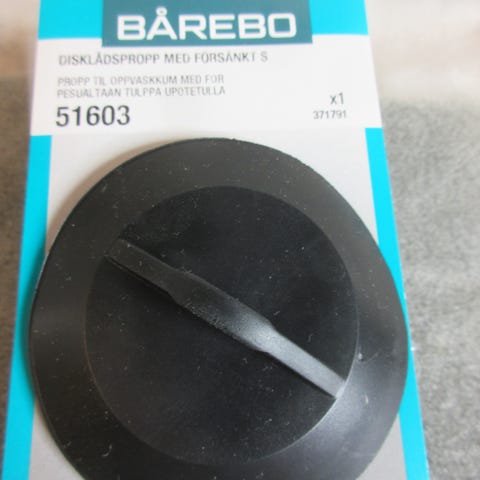 BÅREBO
DISKLÅDSPROPP MED FÖRSÄNKT S
PROPP TIL OPPVASKKUM MED FOR
PESUALTAAN TULPPA UPOTETULLA
51603
x1
371791